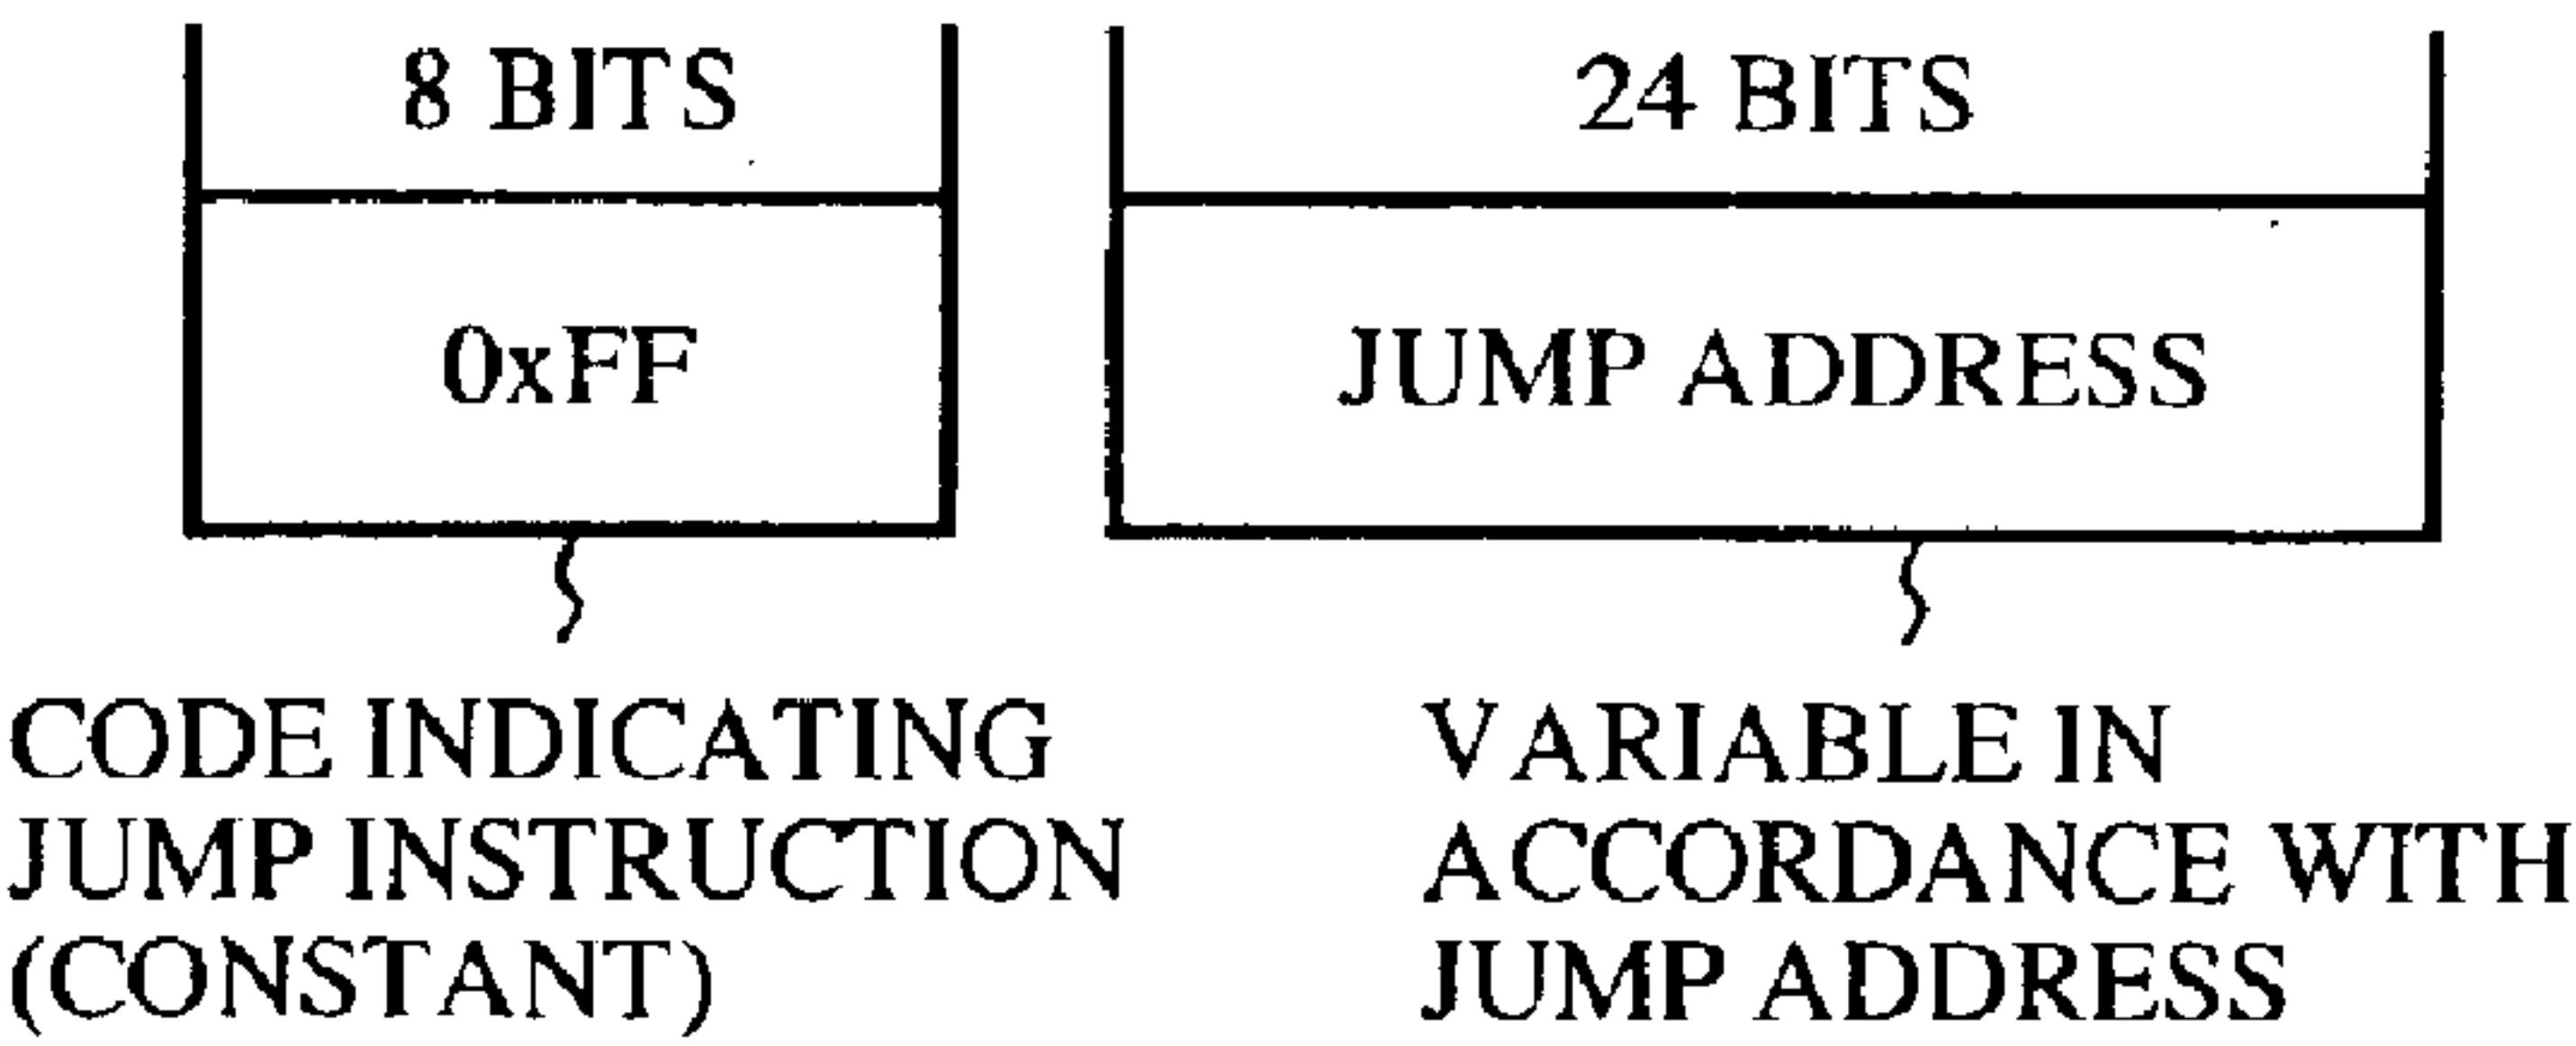 8 BITS
24 BITS
0xFF
JUMP ADDRESS
CODE INDICATING
JUMP INSTRUCTION
(CONSTANT)
VARIABLE IN
ACCORDANCE WITH
JUMP ADDRESS